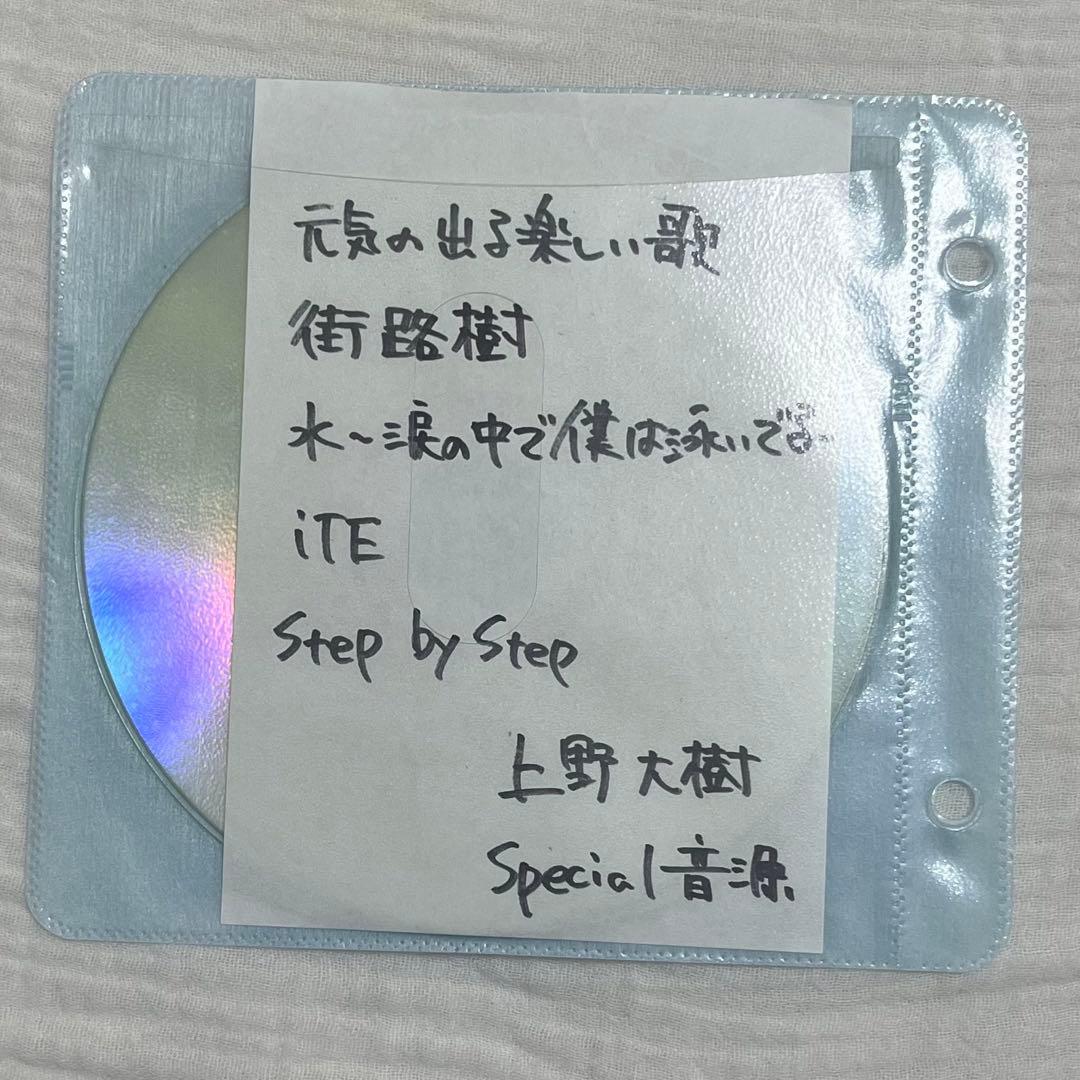 元気の出る楽しい歌
街路樹
水~涙の中で僕は泳いでる
iTE
Step by Step
上野大樹
Special音源